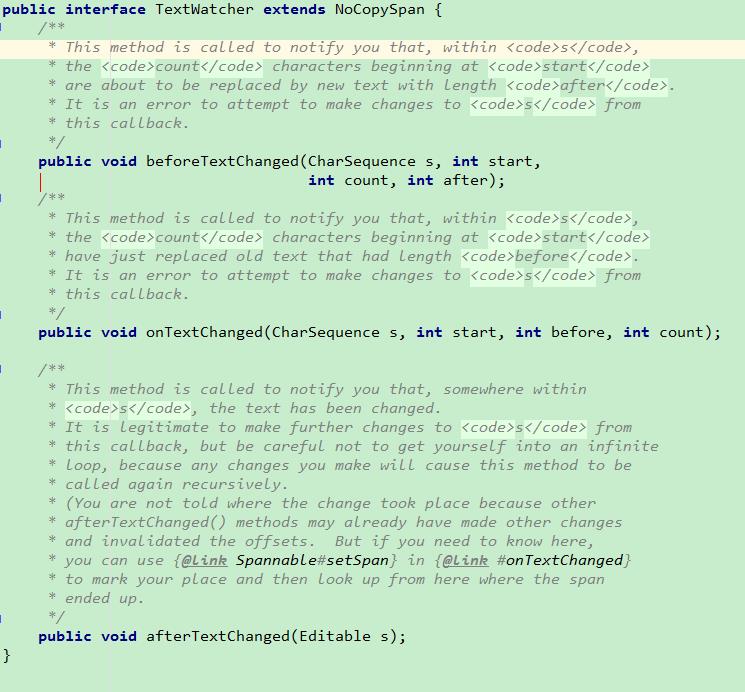 public interface TextWatcher extends NoCopySpan {
    /**
     * This method is called to notify you that, within <code>s</code>,
     * the <code>count</code> characters beginning at <code>start</code>
     * are about to be replaced by new text with length <code>after</code>.
     * It is an error to attempt to make changes to <code>s</code> from
     * this callback.
     */
    public void beforeTextChanged(CharSequence s, int start,
                                  int count, int after);
    /**
     * This method is called to notify you that, within <code>s</code>,
     * the <code>count</code> characters beginning at <code>start</code>
     * have just replaced old text that had length <code>before</code>.
     * It is an error to attempt to make changes to <code>s</code> from
     * this callback.
     */
    public void onTextChanged(CharSequence s, int start, int before, int count);

    /**
     * This method is called to notify you that, somewhere within
     * <code>s</code>, the text has been changed.
     * It is legitimate to make further changes to <code>s</code> from
     * this callback, but be careful not to get yourself into an infinite
     * loop, because any changes you make will cause this method to be
     * called again recursively.
     * (You are not told where the change took place because other
     * afterTextChanged() methods may already have made other changes
     * and invalidated the offsets.  But if you need to know here,
     * you can use {@link Spannable#setSpan} in {@link #onTextChanged}
     * to mark your place and then look up from here where the span
     * ended up.
     */
    public void afterTextChanged(Editable s);
}